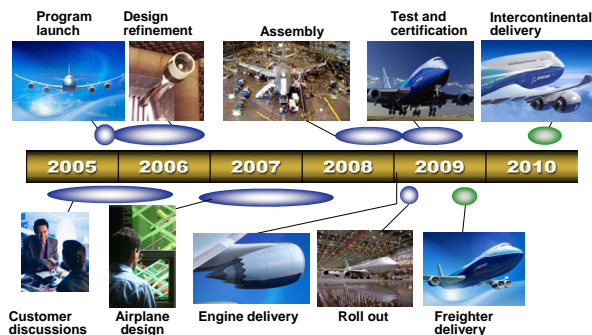 Program
launch
Design
refinement
Assembly
Test and
certification
Intercontinental
delivery
2005 2006 2007 2008 2009 2010
Customer
discussions
Airplane
design
Engine delivery
Roll out
Freighter
delivery
BOEING